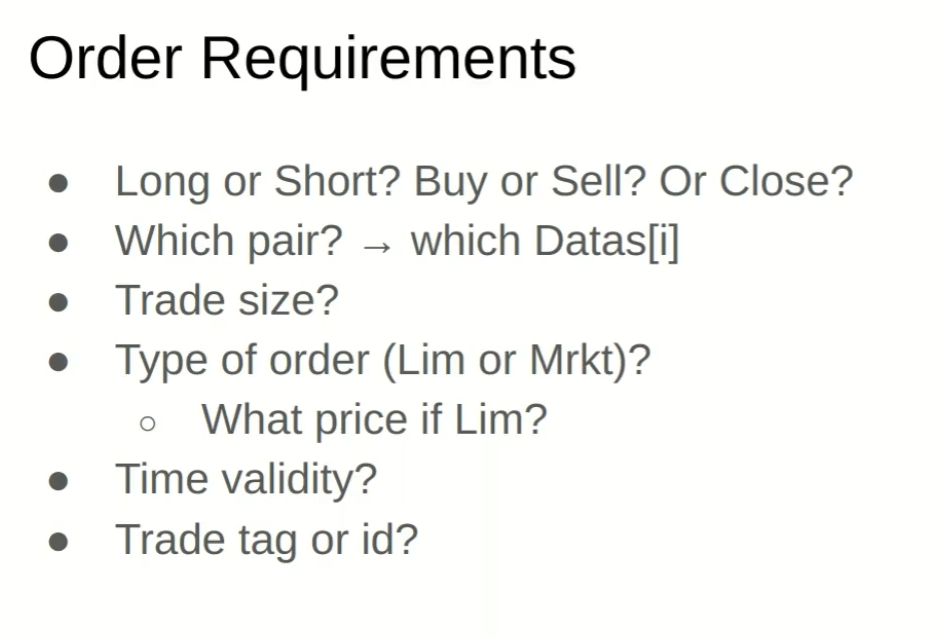 Order Requirements
● Long or Short? Buy or Sell? Or Close?
● Which pair? → which Datas[i]
● Trade size?
● Type of order (Lim or Mrkt)?
○ What price if Lim?
● Time validity?
● Trade tag or id?